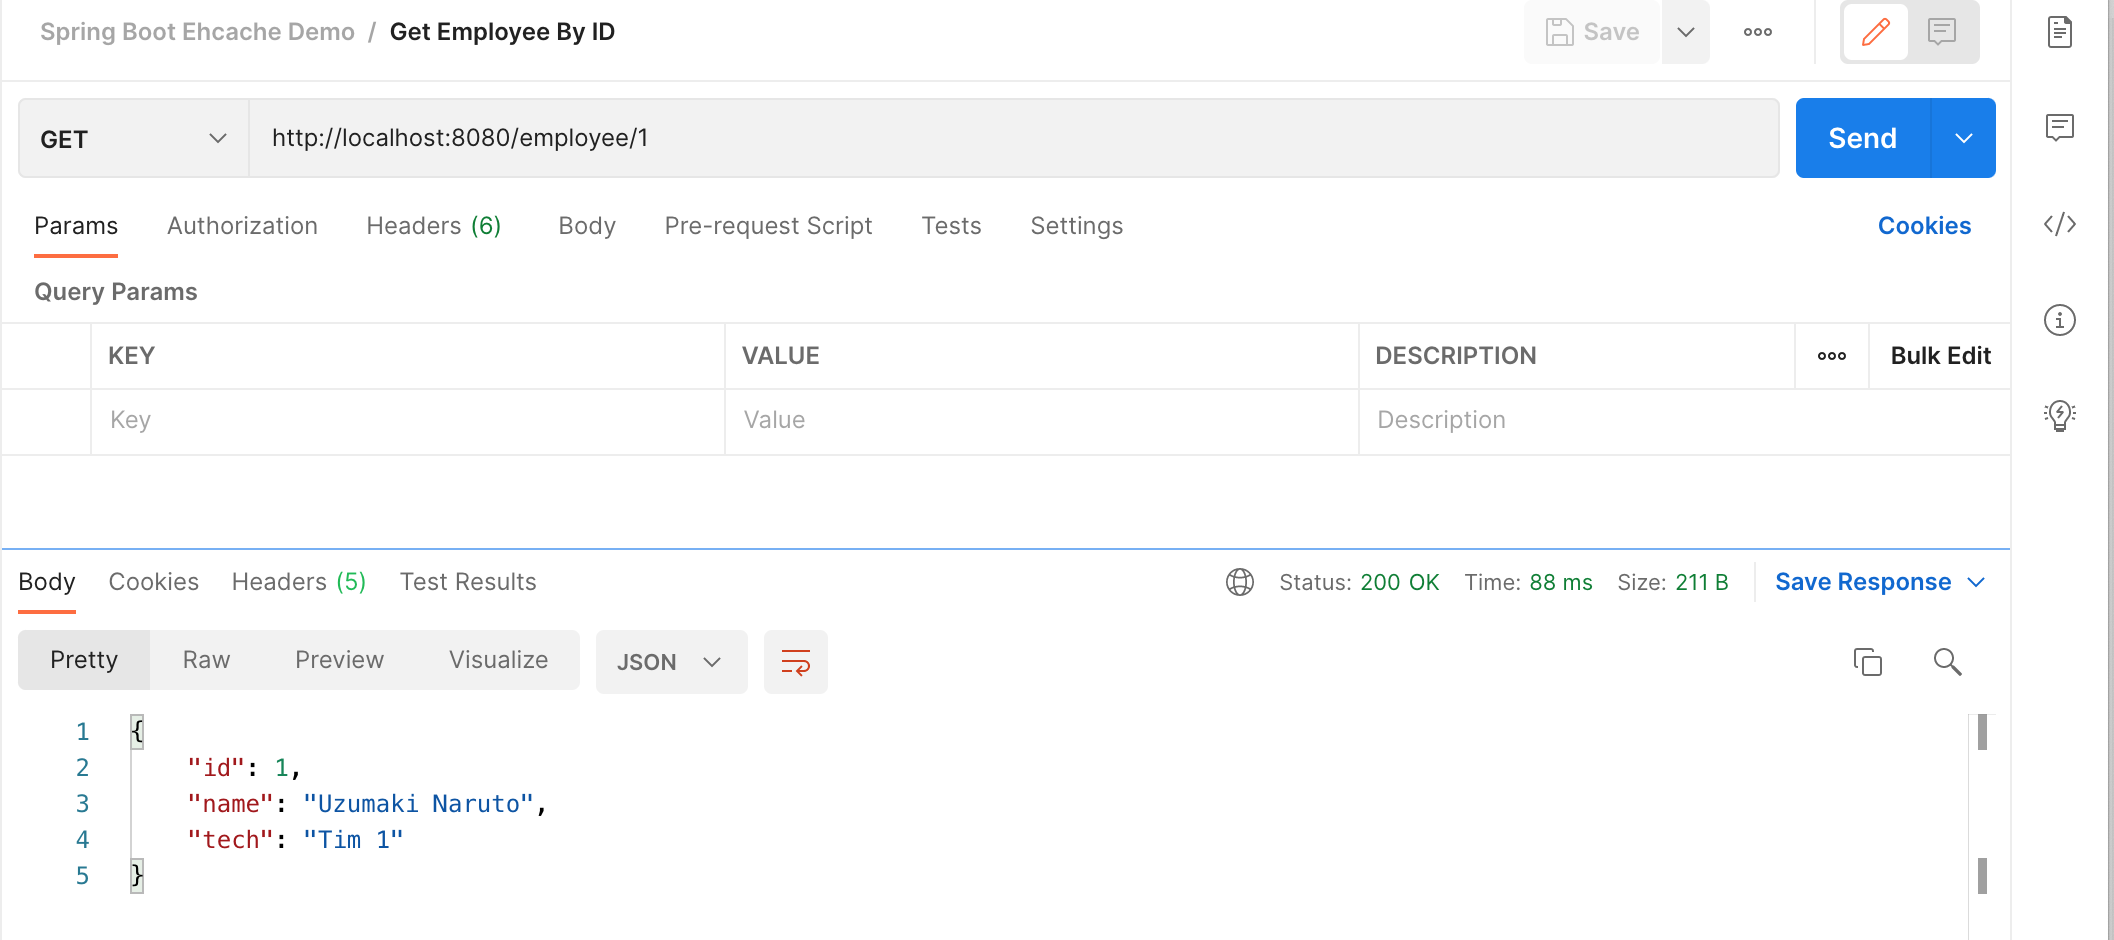 Spring Boot Ehcache Demo / Get Employee By ID
Save
GET http://localhost:8080/employee/1 Send
Params Authorization Headers (6) Body Pre-request Script Tests Settings Cookies
Query Params
KEY VALUE DESCRIPTION Bulk Edit
Key Value Description
Body Cookies Headers (5) Test Results Status: 200 OK Time: 88 ms Size: 211 B Save Response
Pretty Raw Preview Visualize JSON
1 {
2 "id": 1,
3 "name": "Uzumaki Naruto",
4 "tech": "Tim 1"
5 }